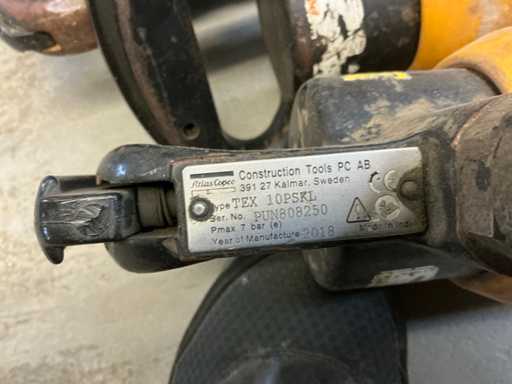 Atlas Copco
Construction Tools PC AB
391 27 Kalmar, Sweden
Type TEX 10PSKL
Ser. No. PUN808250
Pmax 7 bar (e)
Year of Manufacture 2018